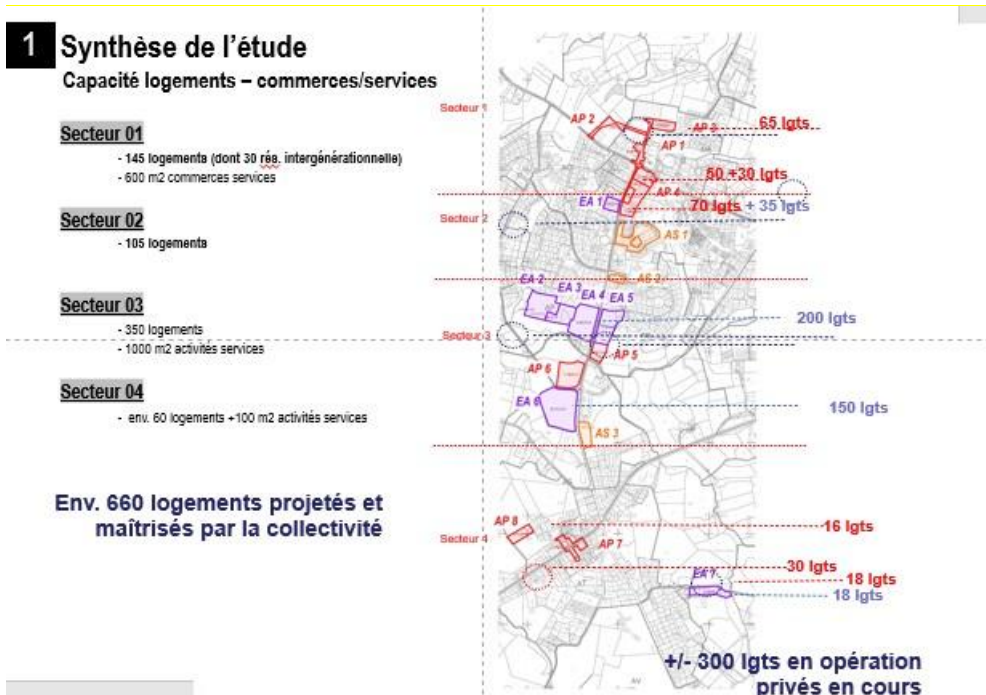 1 Synthèse de l'étude
Capacité logements – commerces/services
Secteur 01
- 145 logements (dont 30 rés. intergénérationnelle)
- 600 m2 commerces services
Secteur 02
- 105 logements
Secteur 03
- 350 logements
- 1000 m2 activités services
Secteur 04
- env. 60 logements +100 m2 activités services
Env. 660 logements projetés et
maîtrisés par la collectivité
Secteur 1
AP 2
AP 3
65 lgts
AP 1
50 +30 lgts
AP 4
EA 1
70 lgts + 35 lgts
Secteur 2
AS 1
AS 2
EA 2
EA 3
EA 4
EA 5
200 lgts
Secteur 3
AP 5
AP 6
EA 6
150 lgts
AS 3
AP 8
16 lgts
Secteur 4
AP 7
30 lgts
EA 7
18 lgts
18 lgts
+/- 300 lgts en opération
privés en cours